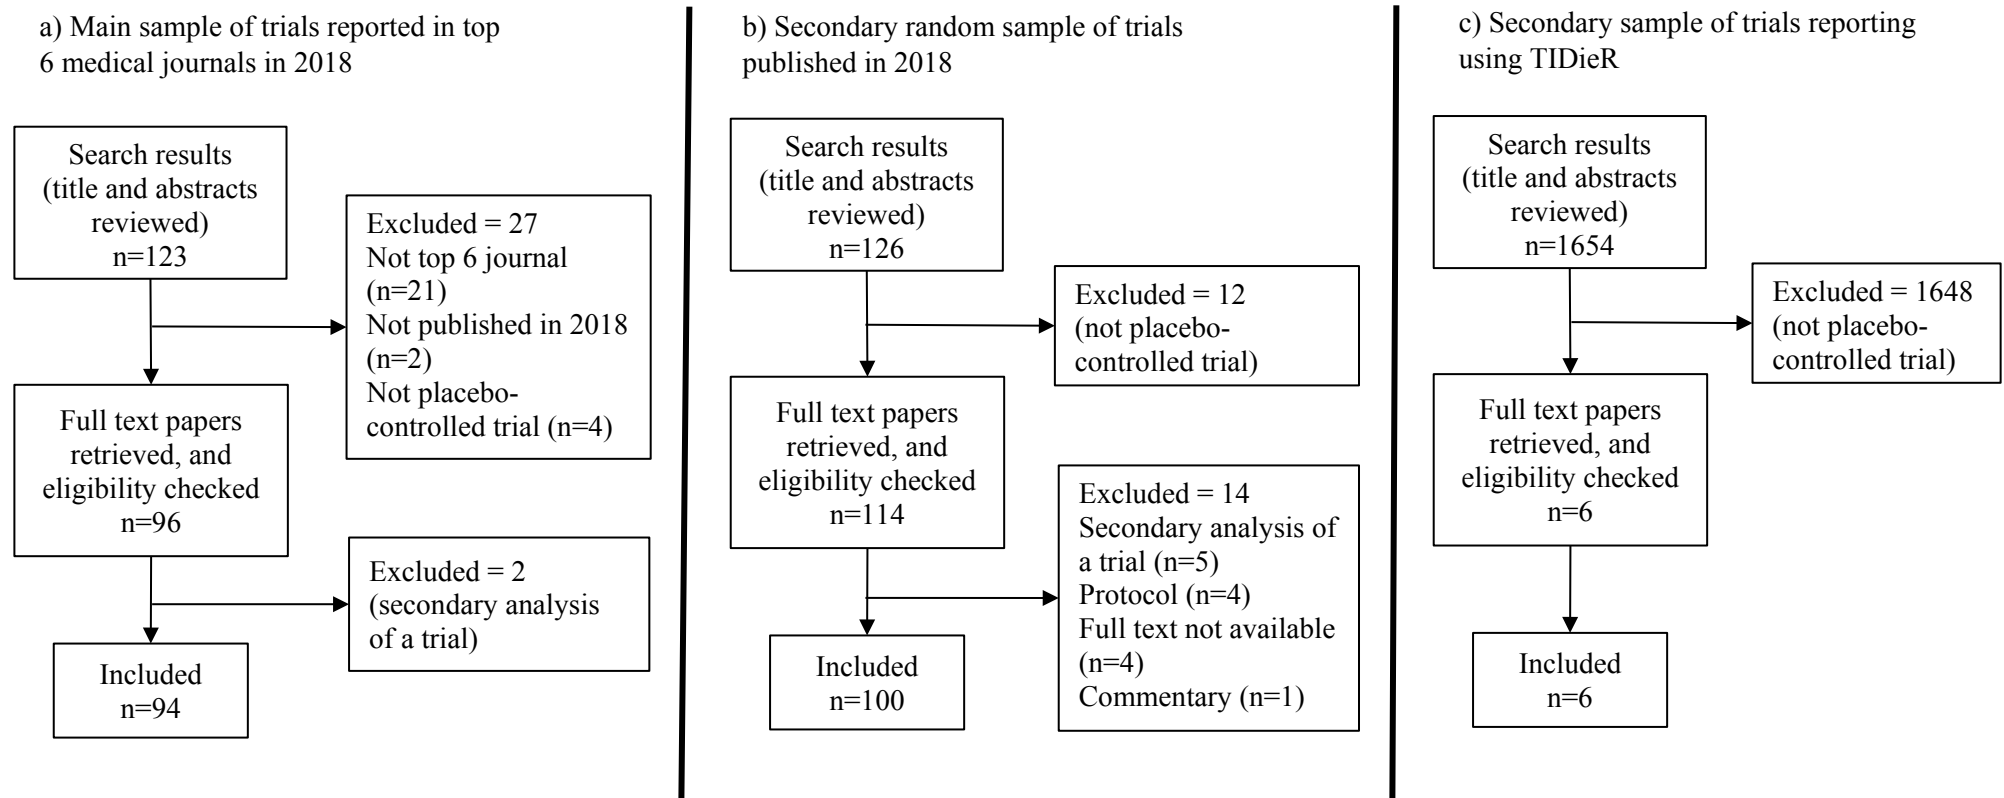 a) Main sample of trials reported in top
6 medical journals in 2018
Search results
(title and abstracts
reviewed)
n=123
Excluded = 27
Not top 6 journal
(n=21)
Not published in 2018
(n=2)
Not placebo-
controlled trial (n=4)
Full text papers
retrieved, and
eligibility checked
n=96
Excluded = 2
(secondary analysis
of a trial)
Included
n=94
b) Secondary random sample of trials
published in 2018
Search results
(title and abstracts
reviewed)
n=126
Excluded = 12
(not placebo-
controlled trial)
Full text papers
retrieved, and
eligibility checked
n=114
Excluded = 14
Secondary analysis of
a trial (n=5)
Protocol (n=4)
Full text not available
(n=4)
Commentary (n=1)
Included
n=100
c) Secondary sample of trials reporting
using TIDieR
Search results
(title and abstracts
reviewed)
n=1654
Excluded = 1648
(not placebo-
controlled trial)
Full text papers
retrieved, and
eligibility checked
n=6
Included
n=6